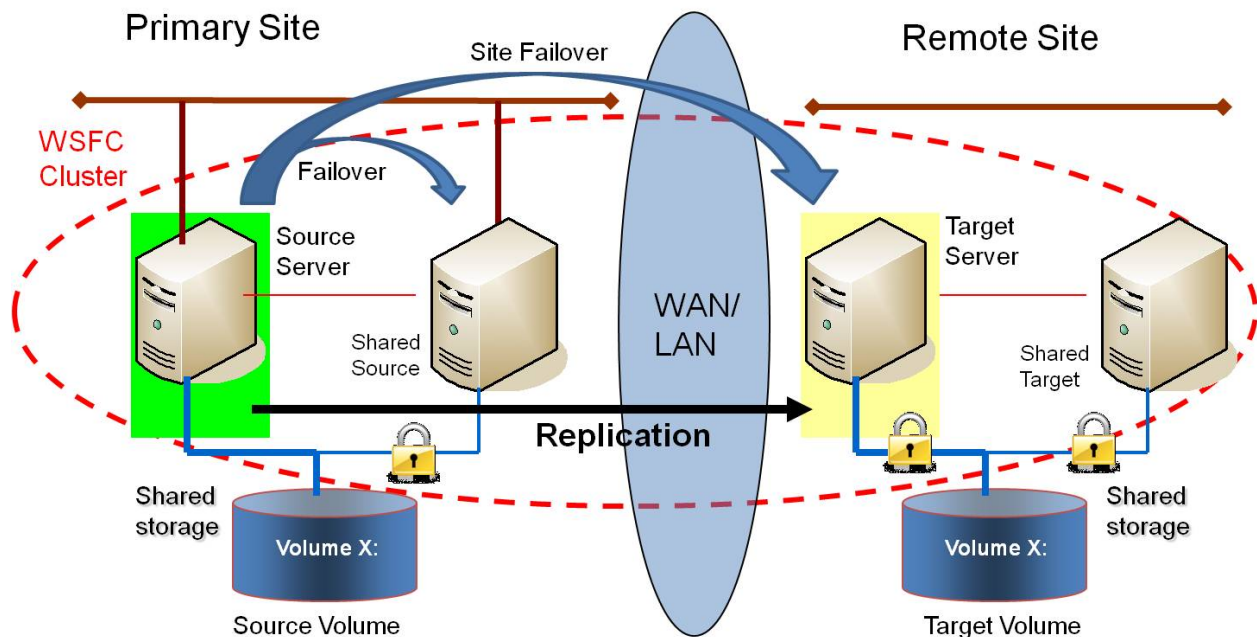 Primary Site
Remote Site
Site Failover
WSFC
Cluster
Failover
Source
Server
Target
Server
WAN/
LAN
Shared
Source
Shared
Target
Replication
Shared
storage
Shared
storage
Volume X:
Volume X:
Source Volume
Target Volume